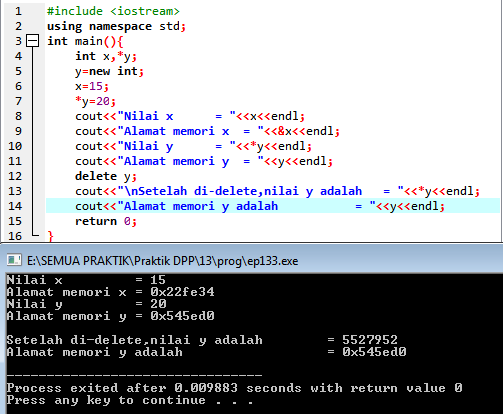 1 #include <iostream>
2 using namespace std;
3 int main(){
4 int x,*y;
5 y=new int;
6 x=15;
7 *y=20;
8 cout<<"Nilai x      = "<<x<<endl;
9 cout<<"Alamat memori x  = "<<&x<<endl;
10 cout<<"Nilai y      = "<<*y<<endl;
11 cout<<"Alamat memori y  = "<<y<<endl;
12 delete y;
13 cout<<"\nSetelah di-delete,nilai y adalah   = "<<*y<<endl;
14 cout<<"Alamat memori y adalah           = "<<y<<endl;
15 return 0;
16 }
E:\SEMUA PRAKTIK\Praktik DPP\13\prog\ep133.exe
Nilai x         = 15
Alamat memori x = 0x22fe34
Nilai y         = 20
Alamat memori y = 0x545ed0
Setelah di-delete,nilai y adalah        = 5527952
Alamat memori y adalah                  = 0x545ed0
--------------------------------
Process exited after 0.009883 seconds with return value 0
Press any key to continue . . .